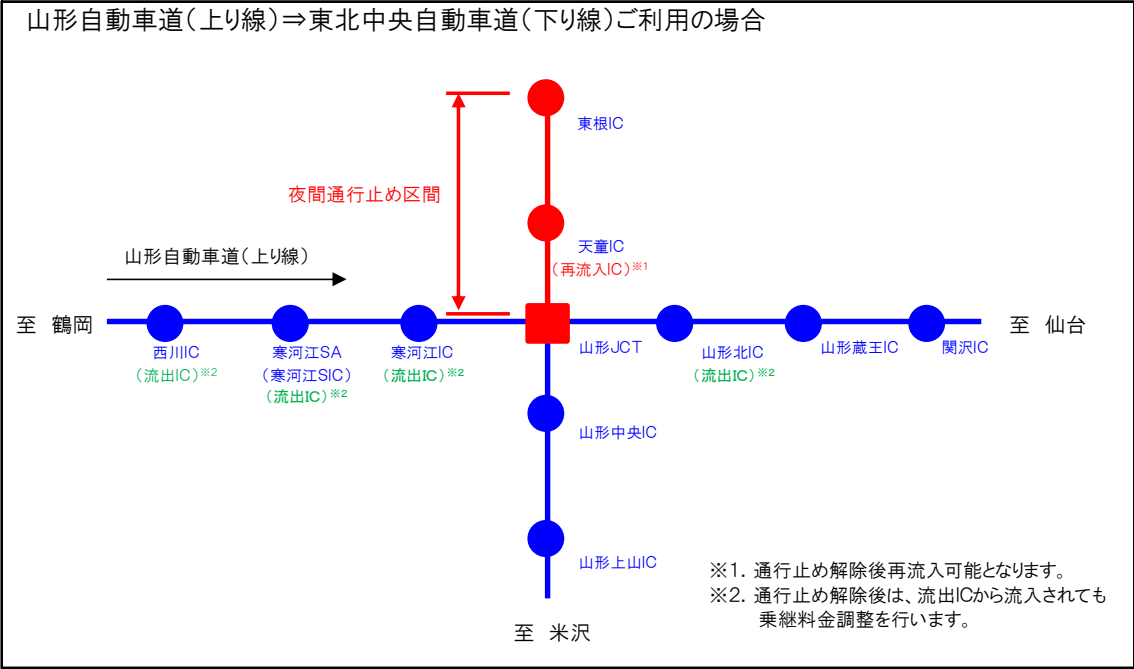 山形自動車道（上り線）⇒東北中央自動車道（下り線）ご利用の場合
東根IC
夜間通行止め区間
天童IC
（再流入IC）※1
山形自動車道（上り線）
至 鶴岡
至 仙台
西川IC
（流出IC）※2
寒河江SA
（寒河江SIC）
（流出IC）※2
寒河江IC
（流出IC）※2
山形JCT
山形北IC
（流出IC）※2
山形蔵王IC
関沢IC
山形中央IC
山形上山IC
至 米沢
※1．通行止め解除後再流入可能となります。
※2．通行止め解除後は、流出ICから流入されても
乗継料金調整を行います。